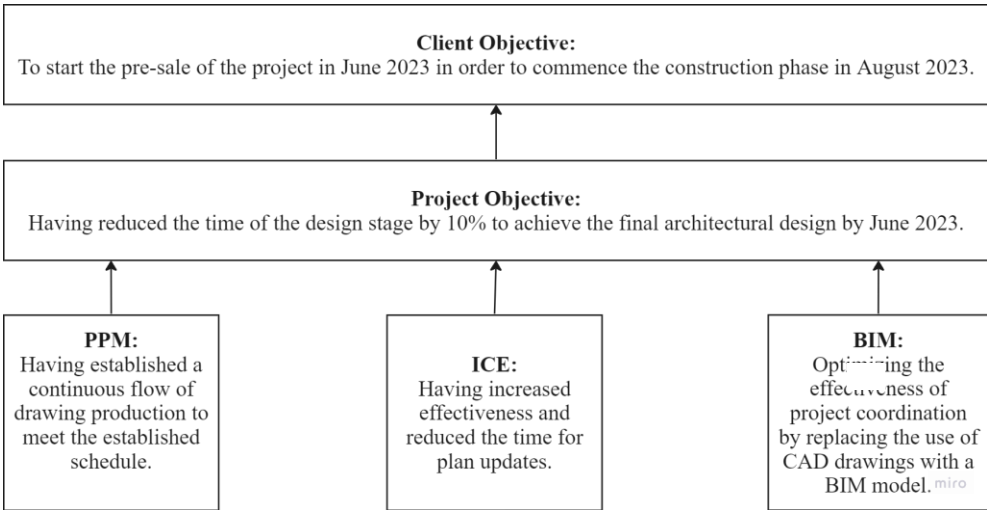 Client Objective:
To start the pre-sale of the project in June 2023 in order to commence the construction phase in August 2023.
Project Objective:
Having reduced the time of the design stage by 10% to achieve the final architectural design by June 2023.
PPM:
Having established a
continuous flow of
drawing production to
meet the established
schedule.
ICE:
Having increased
effectiveness and
reduced the time for
plan updates.
BIM:
the
of
project coordination
by replacing the use of
CAD drawings with a
BIM model.
miro